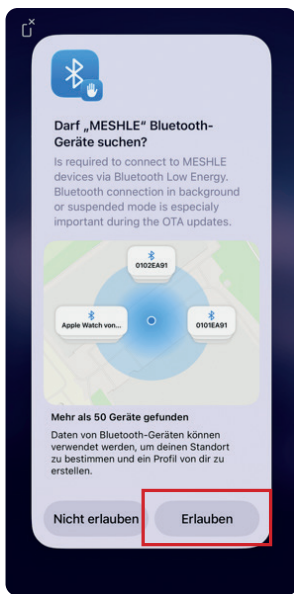 Darf „MESHLE" Bluetooth-
Geräte suchen?
Is required to connect to MESHLE
devices via Bluetooth Low Energy.
Bluetooth connection in background
or suspended mode is especialy
important during the OTA updates.
0102EA91
Apple Watch von...
0101EA91
Mehr als 50 Geräte gefunden
Daten von Bluetooth-Geräten können
verwendet werden, um deinen Standort
zu bestimmen und ein Profil von dir zu
erstellen.
Nicht erlauben
Erlauben